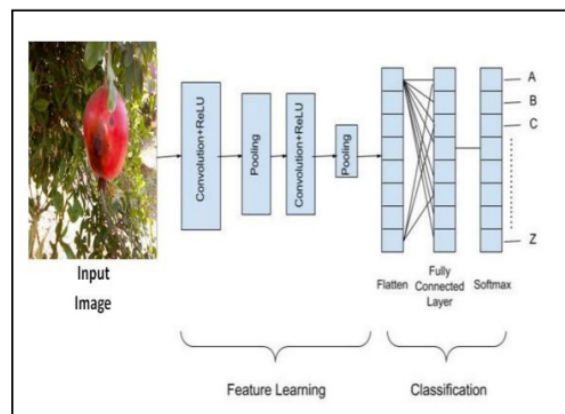 Input
Image
Convolution+ReLU
Pooling
Convolution+ReLU
Pooling
A
B
C
Z
Flatten
Fully
Connected
Layer
Softmax
Feature Learning
Classification